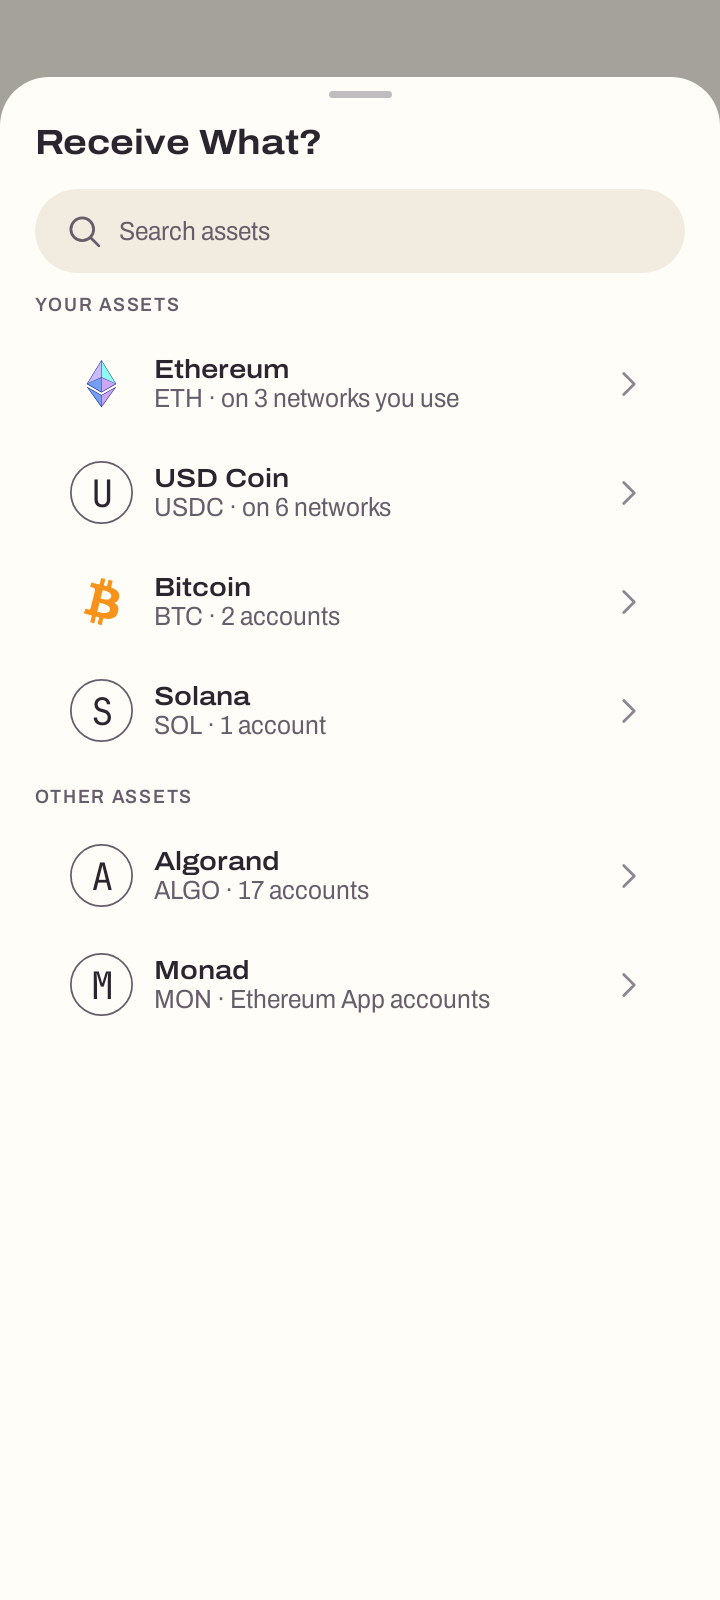 Receive What?
Search assets
YOUR ASSETS
Ethereum
ETH · on 3 networks you use
U
USD Coin
USDC · on 6 networks
Bitcoin
BTC · 2 accounts
S
Solana
SOL · 1 account
OTHER ASSETS
A
Algorand
ALGO · 17 accounts
M
Monad
MON · Ethereum App accounts